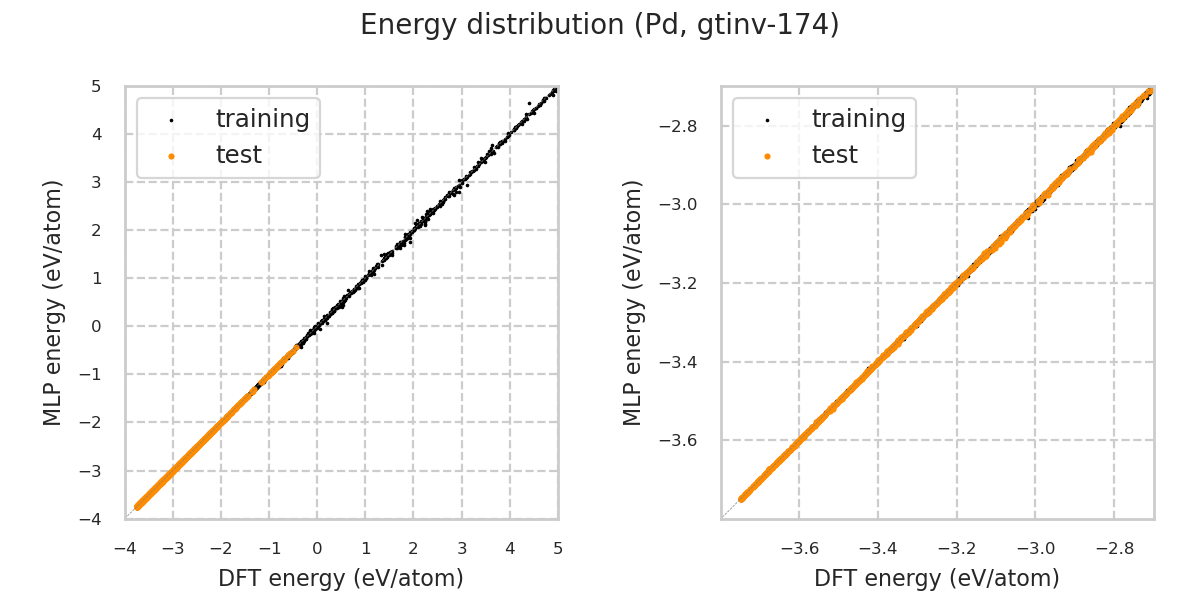 Energy distribution (Pd, gtinv-174)
training
test
5
4
3
2
1
0
−1
−2
−3
−4
MLP energy (eV/atom)
−4 −3 −2 −1 0 1 2 3 4 5
DFT energy (eV/atom)
training
test
−2.8
−3.0
−3.2
−3.4
−3.6
MLP energy (eV/atom)
−3.6 −3.4 −3.2 −3.0 −2.8
DFT energy (eV/atom)